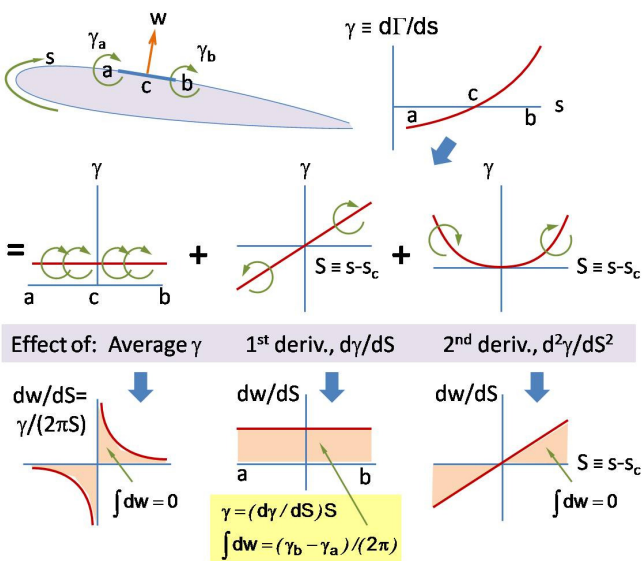 w
γa
γb
s
a
c
b
γ ≡ dΓ/ds
c
a
b
s
γ
γ
γ
=
+
+
a
c
b
S ≡ s-sc
S ≡ s-sc
Effect of: Average γ
1st deriv., dγ/dS
2nd deriv., d²γ/dS²
dw/dS=
γ/(2πS)
dw/dS
dw/dS
∫dw = 0
a
b
S ≡ s-sc
∫dw = 0
γ = (dγ/dS)S
∫dw = (γb – γa)/(2π)